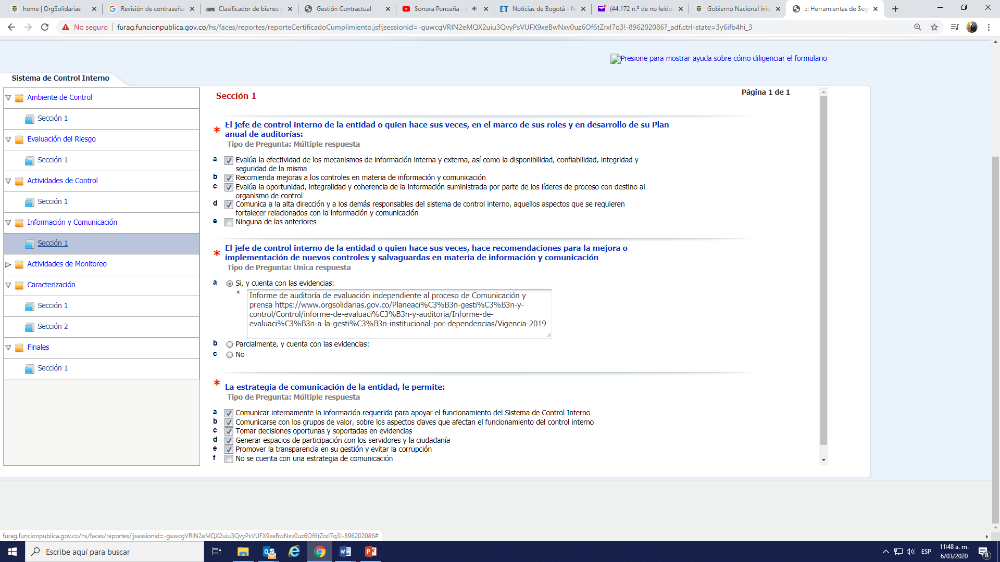 home | OrgSolidarias
Revisión de contraseña
Clasificador de bienes y
Gestión Contractual
Sonora Ponceña - A
Noticias de Bogotá - N
(44.172 n.º de no leído
Gobierno Nacional inic
.:: Herramientas de Seg
No seguro
furag.funcionpublica.gov.co/hs/faces/reportes/reporteCertificadoCumplimiento.jsf;jsessionid=-guwcgVRIN2eMQX2uiu3QvyPsVUFX9xeBwNxv0uz6Of6tZrxI7q3!-896202086?_adf.ctrl-state=3y6ifb4hi_3
Presione para mostrar ayuda sobre cómo diligenciar el formulario
Sistema de Control Interno
Ambiente de Control
Sección 1
Evaluación del Riesgo
Sección 1
Actividades de Control
Sección 1
Información y Comunicación
Sección 1
Actividades de Monitoreo
Caracterización
Sección 1
Sección 2
Finales
Sección 1
Sección 1
Página 1 de 1
* El jefe de control interno de la entidad o quien hace sus veces, en el marco de sus roles y en desarrollo de su Plan
anual de auditorías:
Tipo de Pregunta: Múltiple respuesta
a Evalúa la efectividad de los mecanismos de información interna y externa, así como la disponibilidad, confiabilidad, integridad y
seguridad de la misma
b Recomienda mejoras a los controles en materia de información y comunicación
c Evalúa la oportunidad, integralidad y coherencia de la información suministrada por parte de los líderes de proceso con destino al
organismo de control
d Comunica a la alta dirección y a los demás responsables del sistema de control interno, aquellos aspectos que se requieren
fortalecer relacionados con la información y comunicación
e Ninguna de las anteriores
* El jefe de control interno de la entidad o quien hace sus veces, hace recomendaciones para la mejora o
implementación de nuevos controles y salvaguardas en materia de información y comunicación
Tipo de Pregunta: Unica respuesta
a Si, y cuenta con las evidencias:
* Informe de auditoría de evaluación independiente al proceso de Comunicación y
prensa https://www.orgsolidarias.gov.co/Planeaci%C3%B3n-gesti%C3%B3n-y-
control/Control/informe-de-evaluaci%C3%B3n-y-auditoria/Informe-de-
evaluaci%C3%B3n-a-la-gesti%C3%B3n-institucional-por-dependencias/Vigencia-2019
b Parcialmente, y cuenta con las evidencias:
c No
* La estrategia de comunicación de la entidad, le permite:
Tipo de Pregunta: Múltiple respuesta
a Comunicar internamente la información requerida para apoyar el funcionamiento del Sistema de Control Interno
b Comunicarse con los grupos de valor, sobre los aspectos claves que afectan el funcionamiento del control interno
c Tomar decisiones oportunas y soportadas en evidencias
d Generar espacios de participación con los servidores y la ciudadanía
e Promover la transparencia en su gestión y evitar la corrupción
f No se cuenta con una estrategia de comunicación
furag.funcionpublica.gov.co/hs/faces/reportes/;jsessionid=-guwcgVRIN2eMQX2uiu3QvyPsVUFX9xeBwNxv0uz6Of6tZrxI7q3!-896202086#
Escribe aquí para buscar
ESP
11:48 a. m.
6/03/2020
8